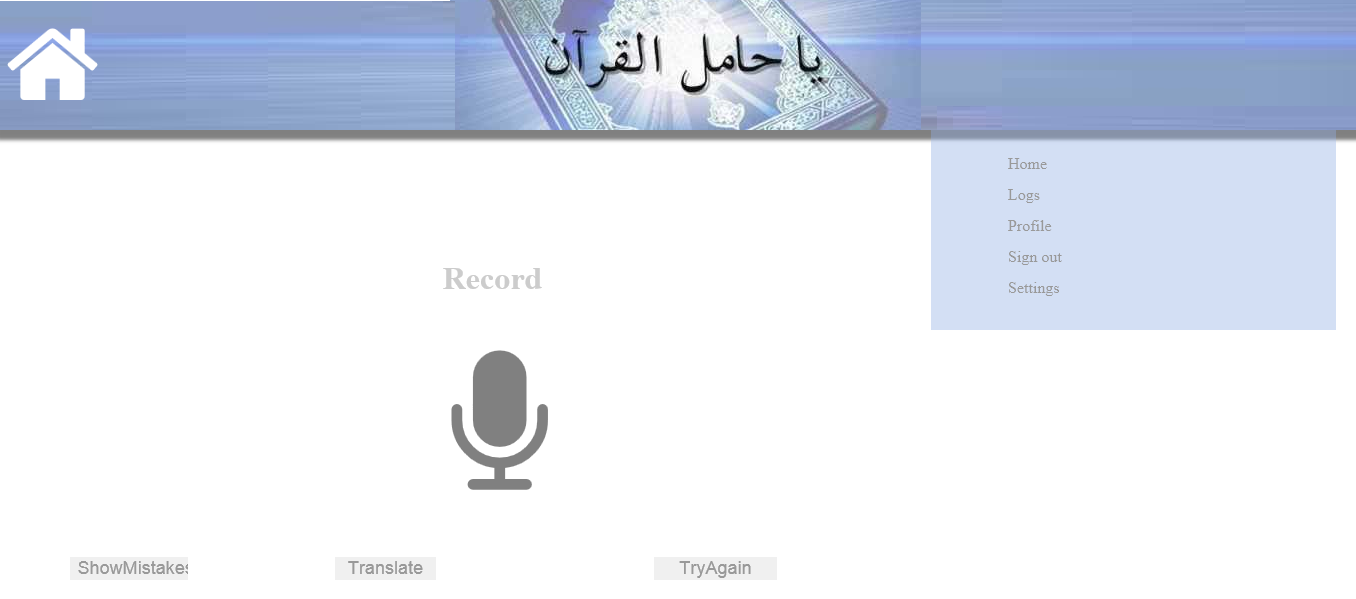 يا حامل القرآن
Home
Logs
Profile
Sign out
Settings
Record
ShowMistakes
Translate
TryAgain